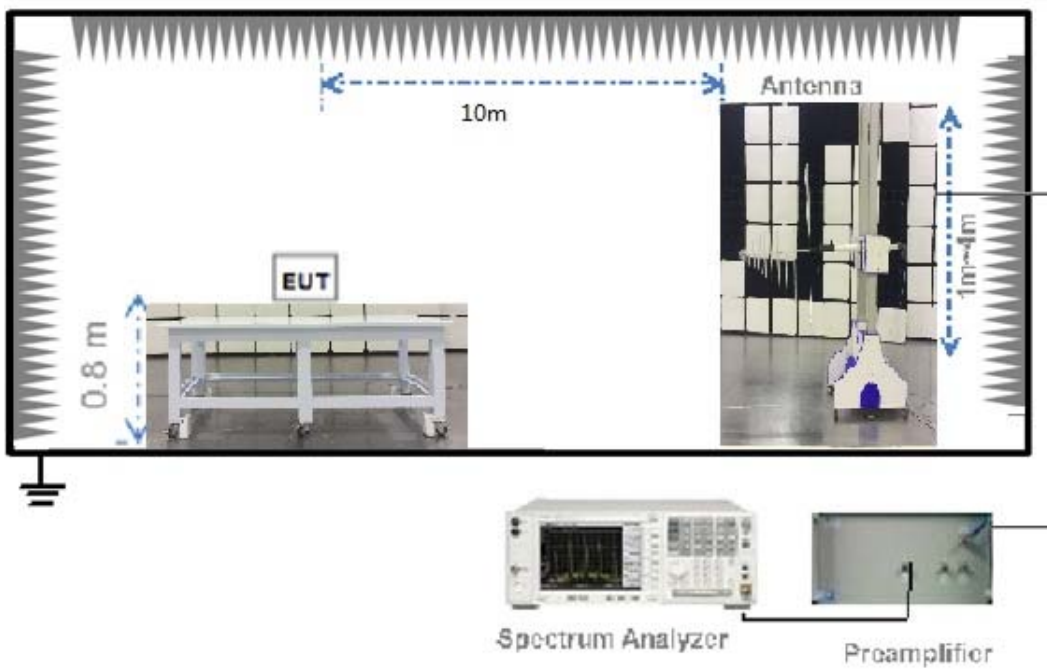 Antenna
10m
EUT
0.8 m
1m~4m
Spectrum Analyzer
Preamplifier